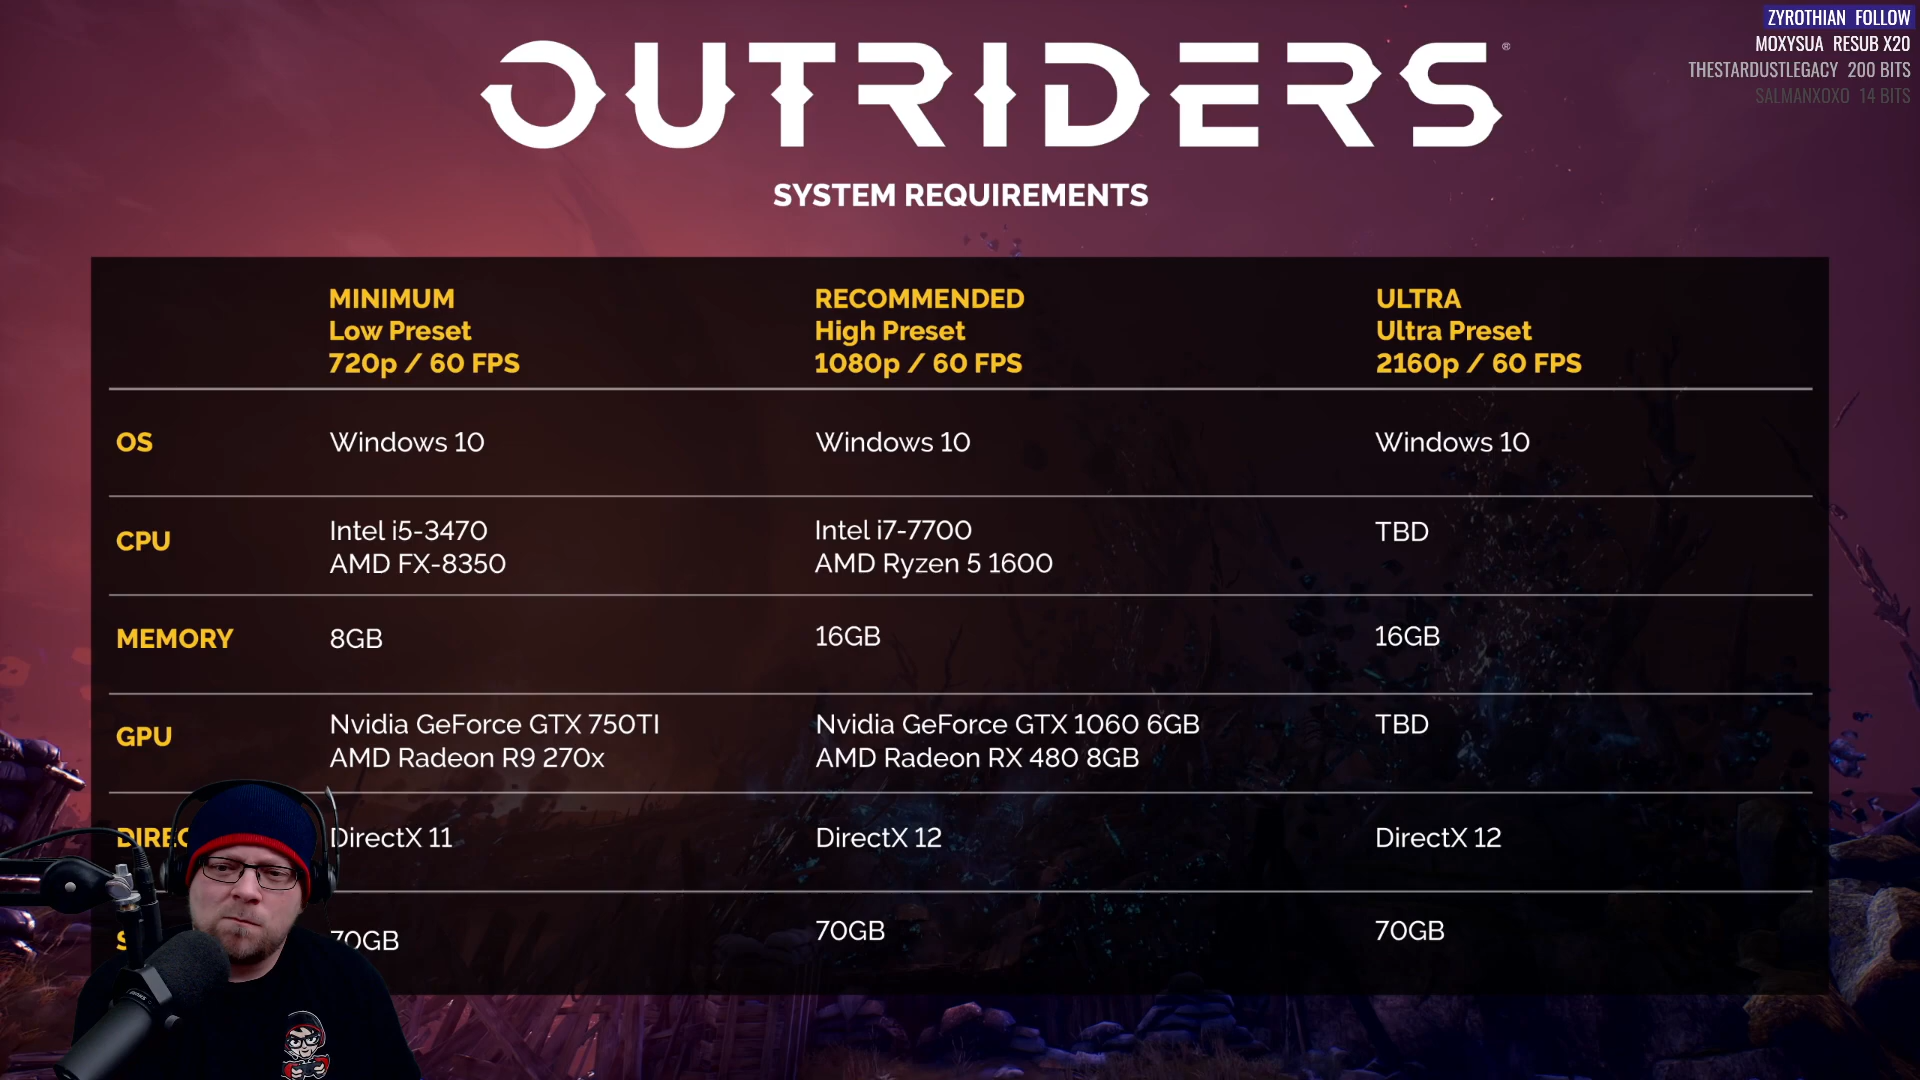 ZYROTHIAN FOLLOW
MOXYSUA RESUB X20
THESTARDUSTLEGACY 200 BITS
SALMANXOXO 14 BITS
OUTRIDERS®
SYSTEM REQUIREMENTS
MINIMUM RECOMMENDED ULTRA
Low Preset High Preset Ultra Preset
720p / 60 FPS 1080p / 60 FPS 2160p / 60 FPS
OS Windows 10 Windows 10 Windows 10
CPU Intel i5-3470 Intel i7-7700 TBD
AMD FX-8350 AMD Ryzen 5 1600
MEMORY 8GB 16GB 16GB
GPU Nvidia GeForce GTX 750TI Nvidia GeForce GTX 1060 6GB TBD
AMD Radeon R9 270x AMD Radeon RX 480 8GB
DirectX 11 DirectX 12 DirectX 12
70GB 70GB 70GB